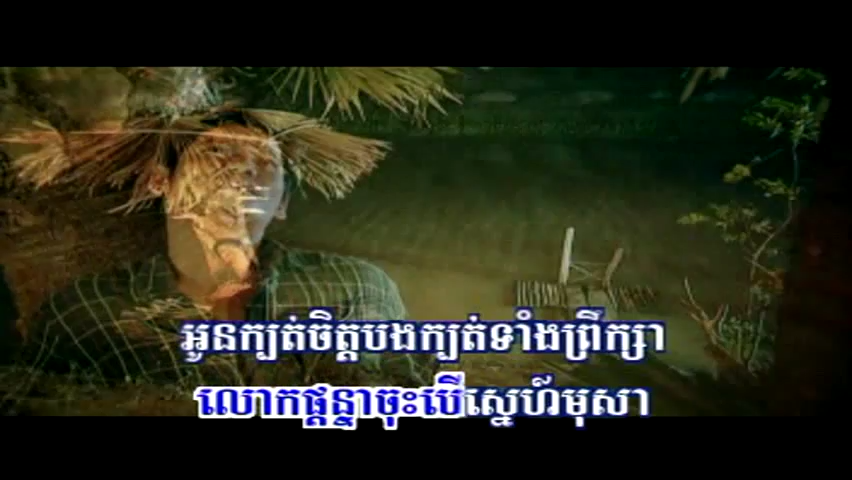 អូនក្បត់ចិត្តបងក្បត់ទាំងព្រឹក្សា
លោកផ្តន្ទាចុះបើស្នេហ៍មុសា